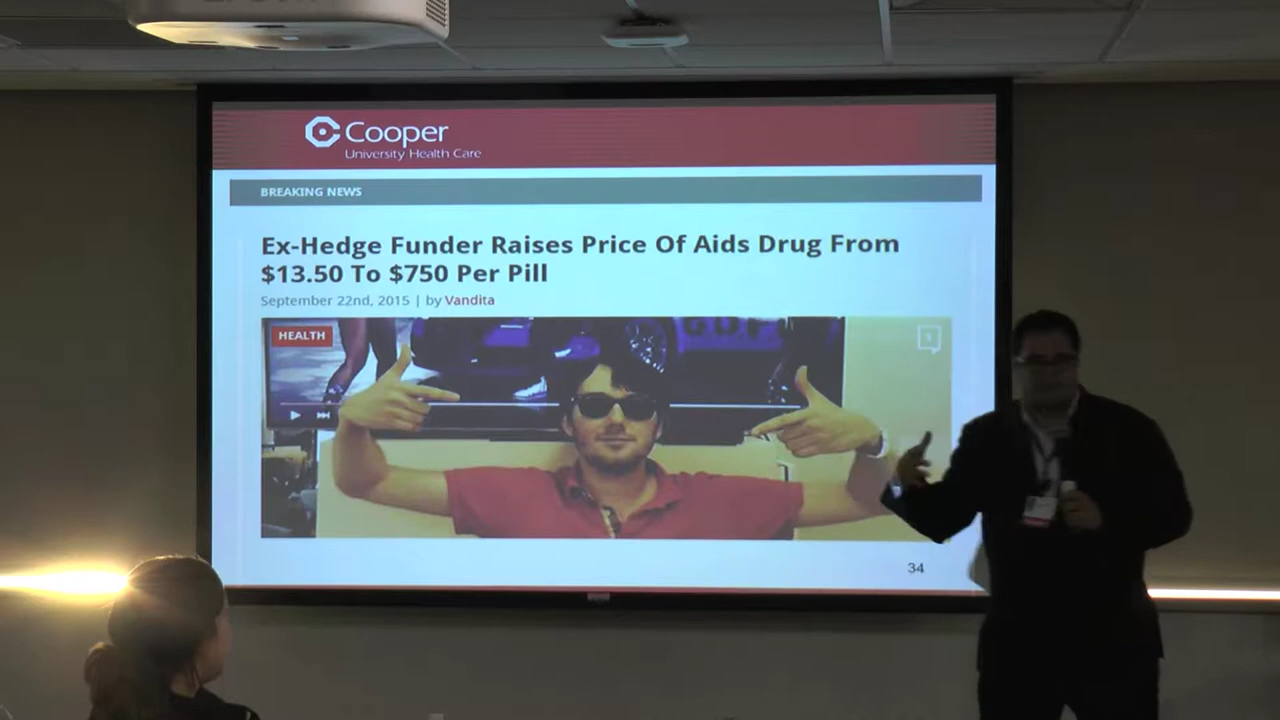 Cooper
University Health Care
BREAKING NEWS
Ex-Hedge Funder Raises Price Of Aids Drug From
$13.50 To $750 Per Pill
September 22nd, 2015 | by Vandita
HEALTH
34